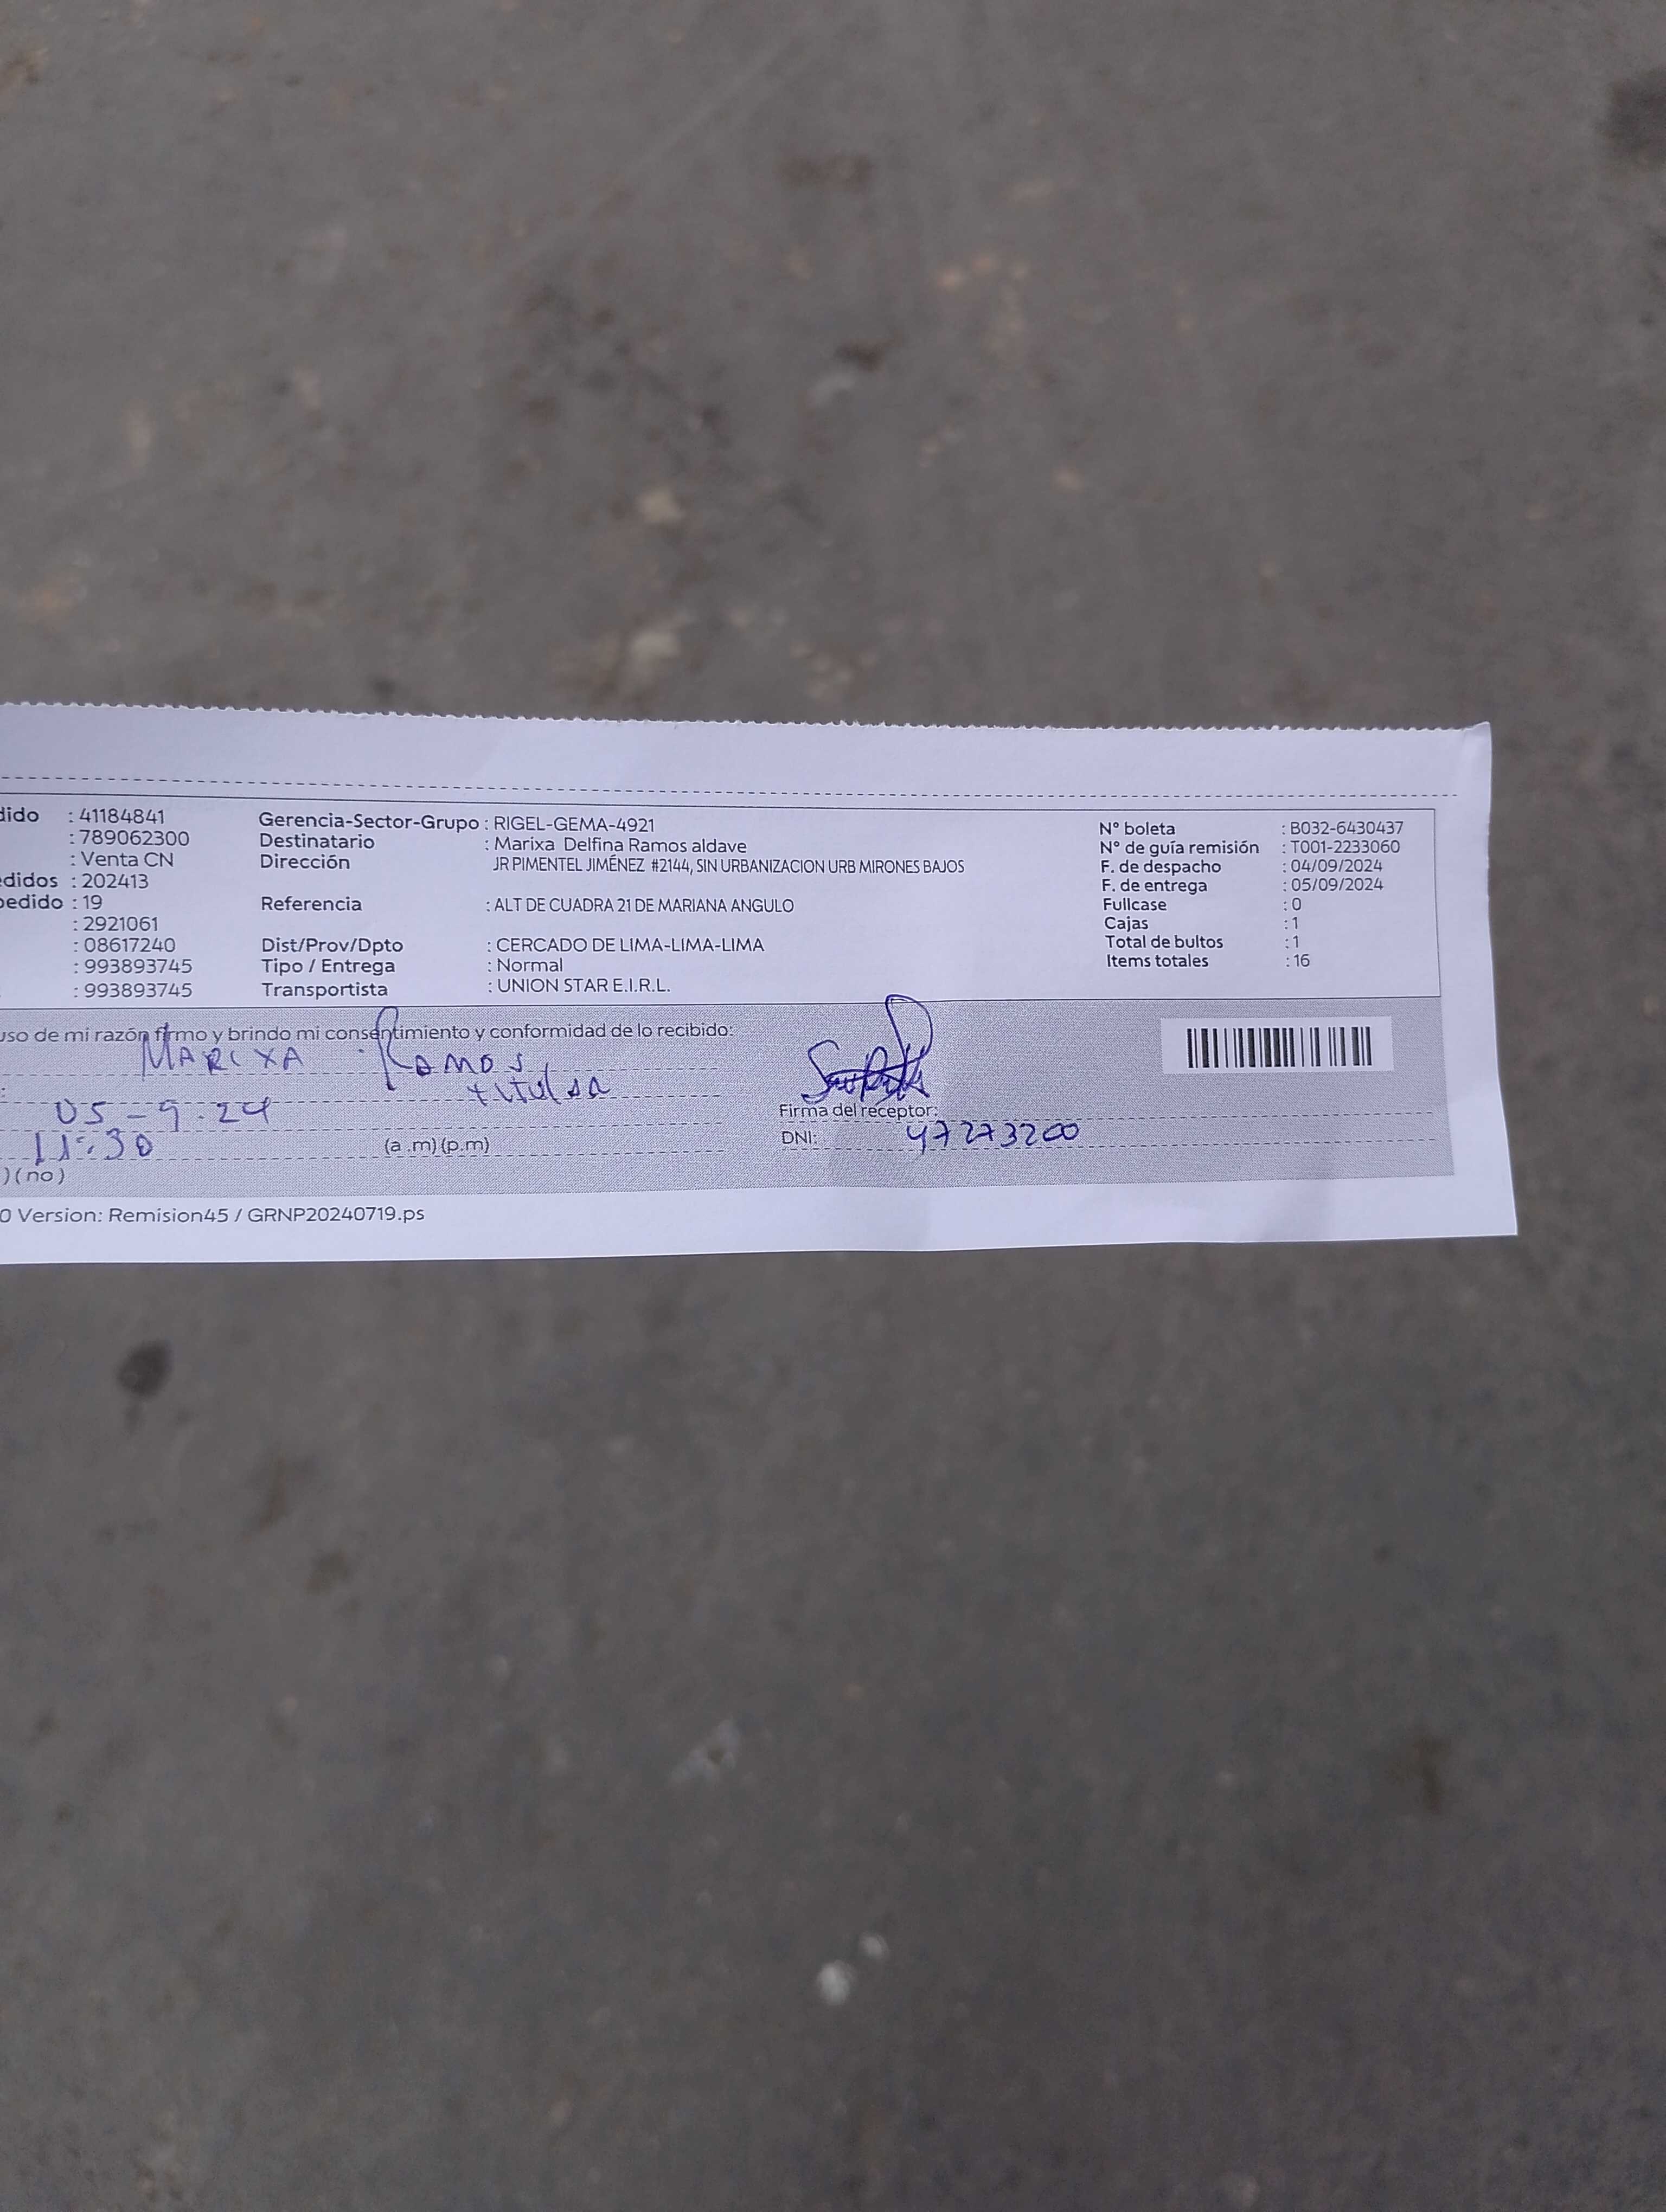 dido : 41184841
: 789062300
: Venta CN
edidos : 202413
pedido : 19
: 2921061
: 08617240
: 993893745
: 993893745
Gerencia-Sector-Grupo : RIGEL-GEMA-4921
Destinatario : Marixa Delfina Ramos aldave
Dirección JR PIMENTEL JIMÉNEZ #2144, SIN URBANIZACION URB MIRONES BAJOS
Referencia : ALT DE CUADRA 21 DE MARIANA ANGULO
Dist/Prov/Dpto : CERCADO DE LIMA-LIMA-LIMA
Tipo / Entrega : Normal
Transportista : UNION STAR E.I.R.L.
N° boleta : B032-6430437
N° de guía remisión : T001-2233060
F. de despacho : 04/09/2024
F. de entrega : 05/09/2024
Fullcase : 0
Cajas : 1
Total de bultos : 1
Items totales : 16
uso de mi razón firmo y brindo mi consentimiento y conformidad de lo recibido:
MARIXA RAMOS
titular
05-9-24
11:30 (a .m) (p.m)
) (no)
Firma del receptor:
DNI: 47273200
0 Version: Remision45 / GRNP20240719.ps